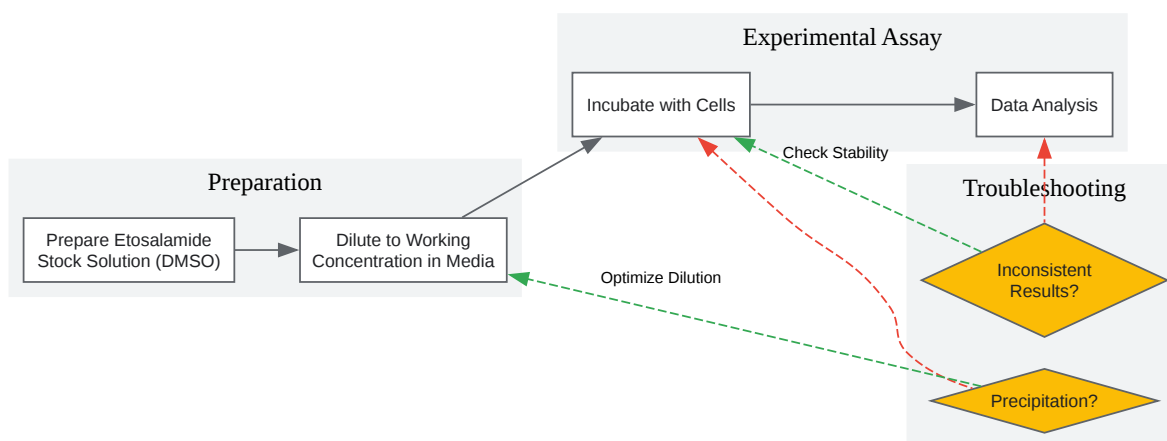 Experimental Assay
Incubate with Cells
Data Analysis
Check Stability
Preparation
Troubleshooting
Prepare Etosalamide
Stock Solution (DMSO)
Dilute to Working
Concentration in Media
Optimize Dilution
Inconsistent
Results?
Precipitation?